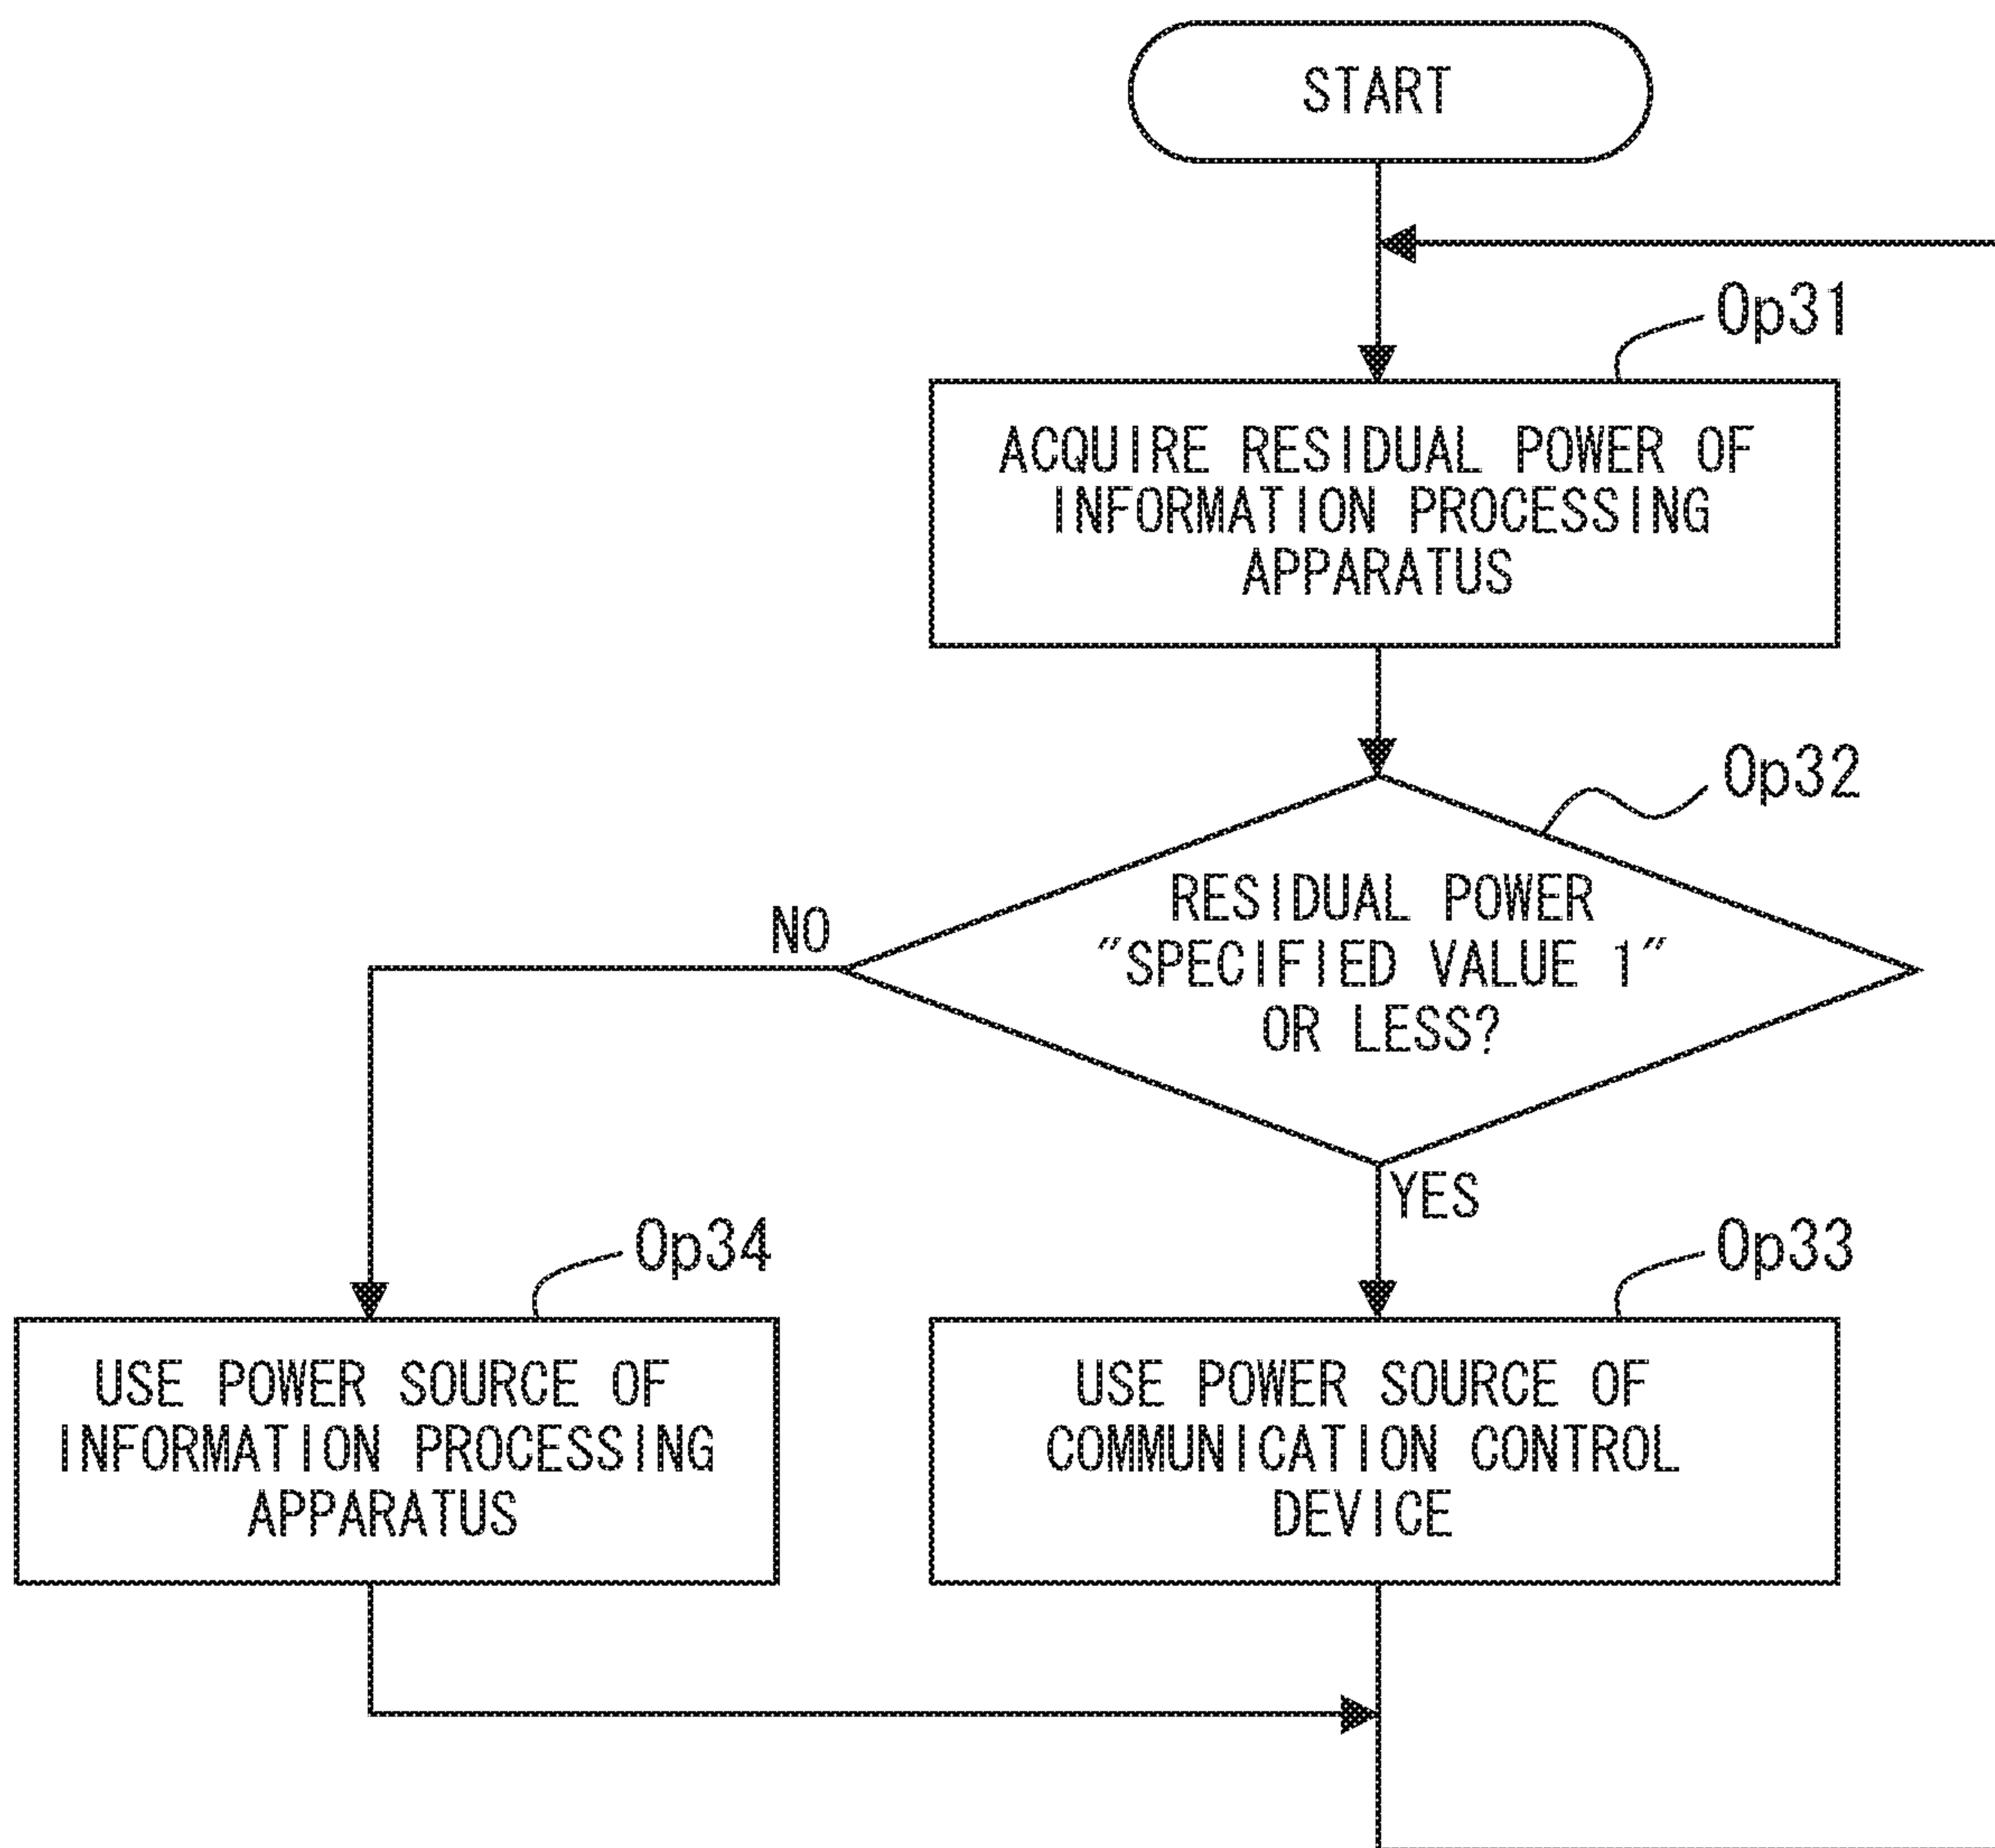 START
Op31
ACQUIRE RESIDUAL POWER OF
INFORMATION PROCESSING
APPARATUS
Op32
RESIDUAL POWER
"SPECIFIED VALUE 1"
OR LESS?
NO
YES
Op34
USE POWER SOURCE OF
INFORMATION PROCESSING
APPARATUS
Op33
USE POWER SOURCE OF
COMMUNICATION CONTROL
DEVICE